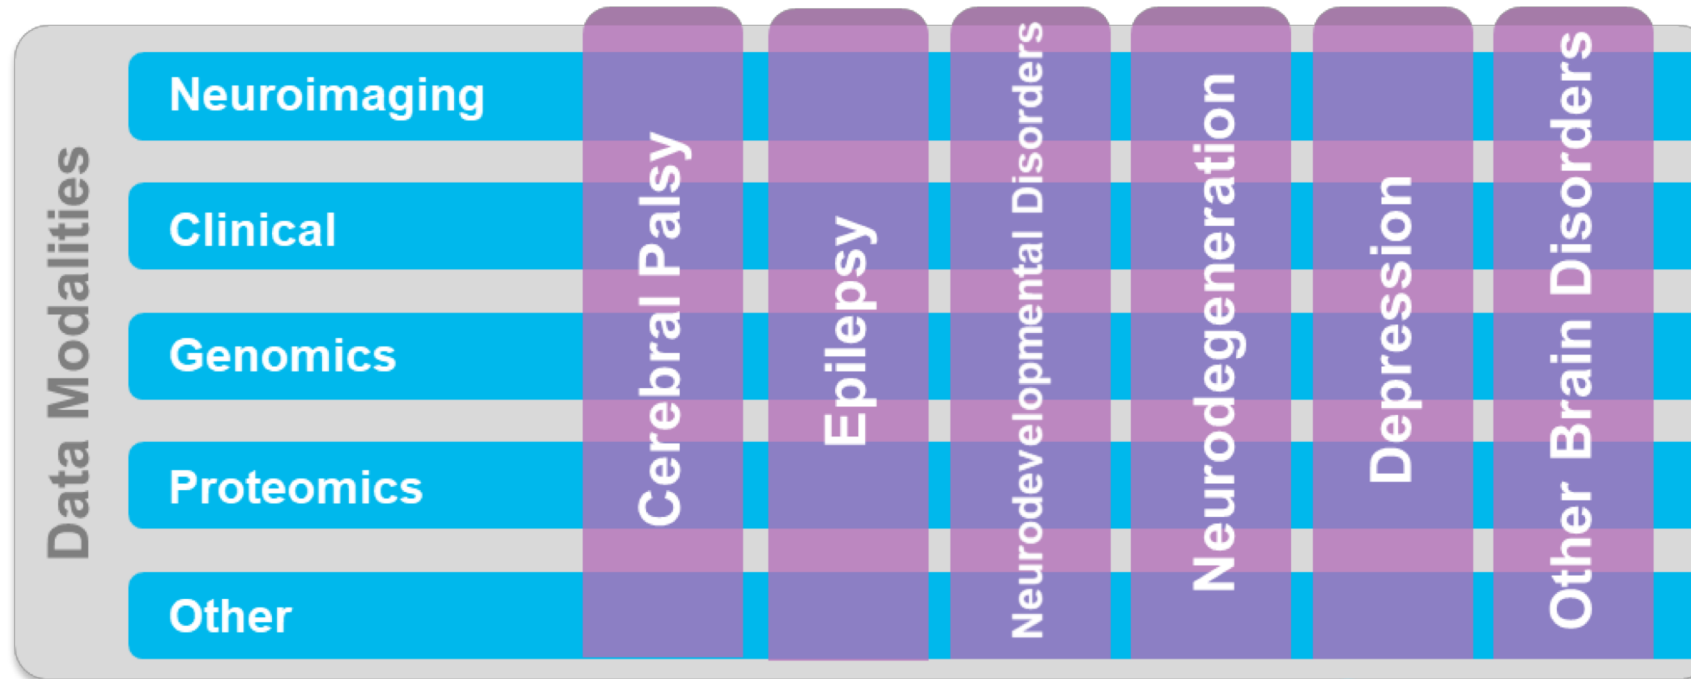 Data Modalities
Neuroimaging
Clinical
Genomics
Proteomics
Other
Cerebral Palsy
Epilepsy
Neurodevelopmental Disorders
Neurodegeneration
Depression
Other Brain Disorders